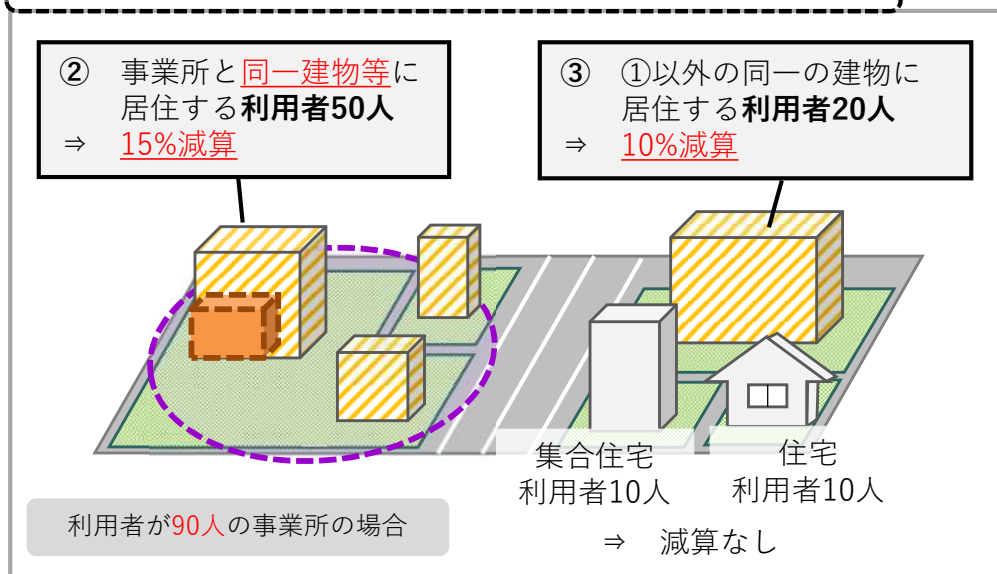 ② 事業所と同一建物等に
居住する利用者50人
⇒ 15%減算
③ ①以外の同一の建物に
居住する利用者20人
⇒ 10%減算
集合住宅
利用者10人
住宅
利用者10人
⇒ 減算なし
利用者が90人の事業所の場合